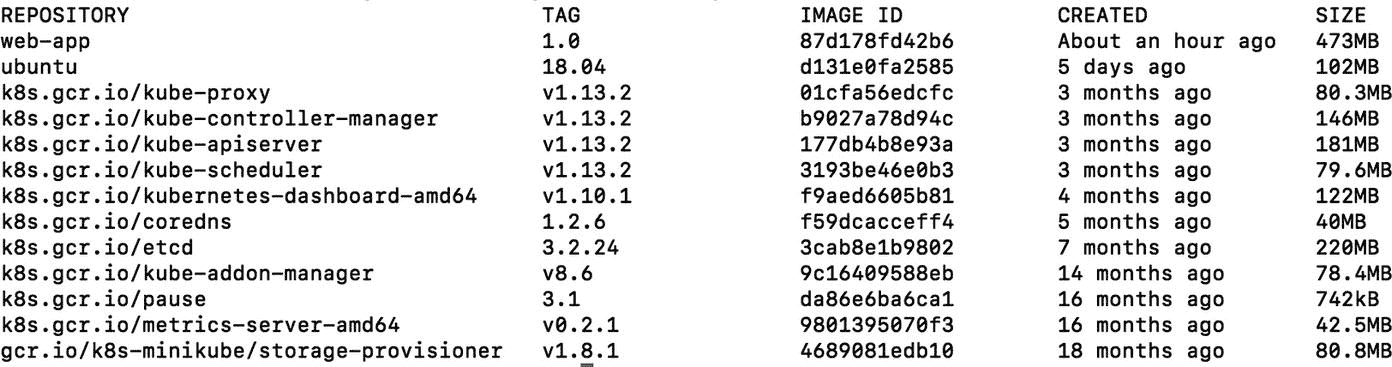 REPOSITORY TAG IMAGE ID CREATED SIZE
web-app 1.0 87d178fd42b6 About an hour ago 473MB
ubuntu 18.04 d131e0fa2585 5 days ago 102MB
k8s.gcr.io/kube-proxy v1.13.2 01cfa56edcfc 3 months ago 80.3MB
k8s.gcr.io/kube-controller-manager v1.13.2 b9027a78d94c 3 months ago 146MB
k8s.gcr.io/kube-apiserver v1.13.2 177db4b8e93a 3 months ago 181MB
k8s.gcr.io/kube-scheduler v1.13.2 3193be46e0b3 3 months ago 79.6MB
k8s.gcr.io/kubernetes-dashboard-amd64 v1.10.1 f9aed6605b81 4 months ago 122MB
k8s.gcr.io/coredns 1.2.6 f59dcacceff4 5 months ago 40MB
k8s.gcr.io/etcd 3.2.24 3cab8e1b9802 7 months ago 220MB
k8s.gcr.io/kube-addon-manager v8.6 9c16409588eb 14 months ago 78.4MB
k8s.gcr.io/pause 3.1 da86e6ba6ca1 16 months ago 742kB
k8s.gcr.io/metrics-server-amd64 v0.2.1 9801395070f3 16 months ago 42.5MB
gcr.io/k8s-minikube/storage-provisioner v1.8.1 4689081edb10 18 months ago 80.8MB